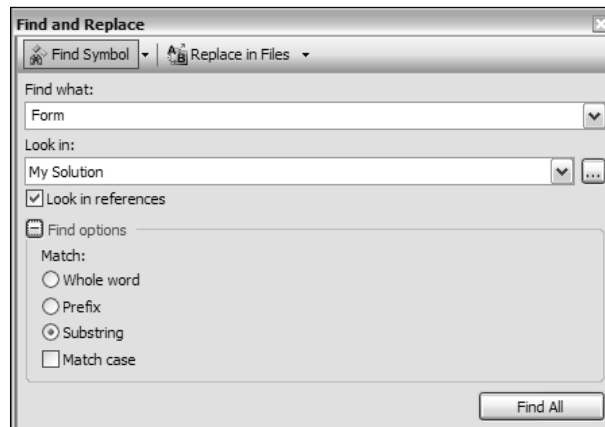 Find and Replace
Find Symbol Replace in Files
Find what:
Form
Look in:
My Solution ...
Look in references
Find options
Match:
Whole word
Prefix
Substring
Match case
Find All